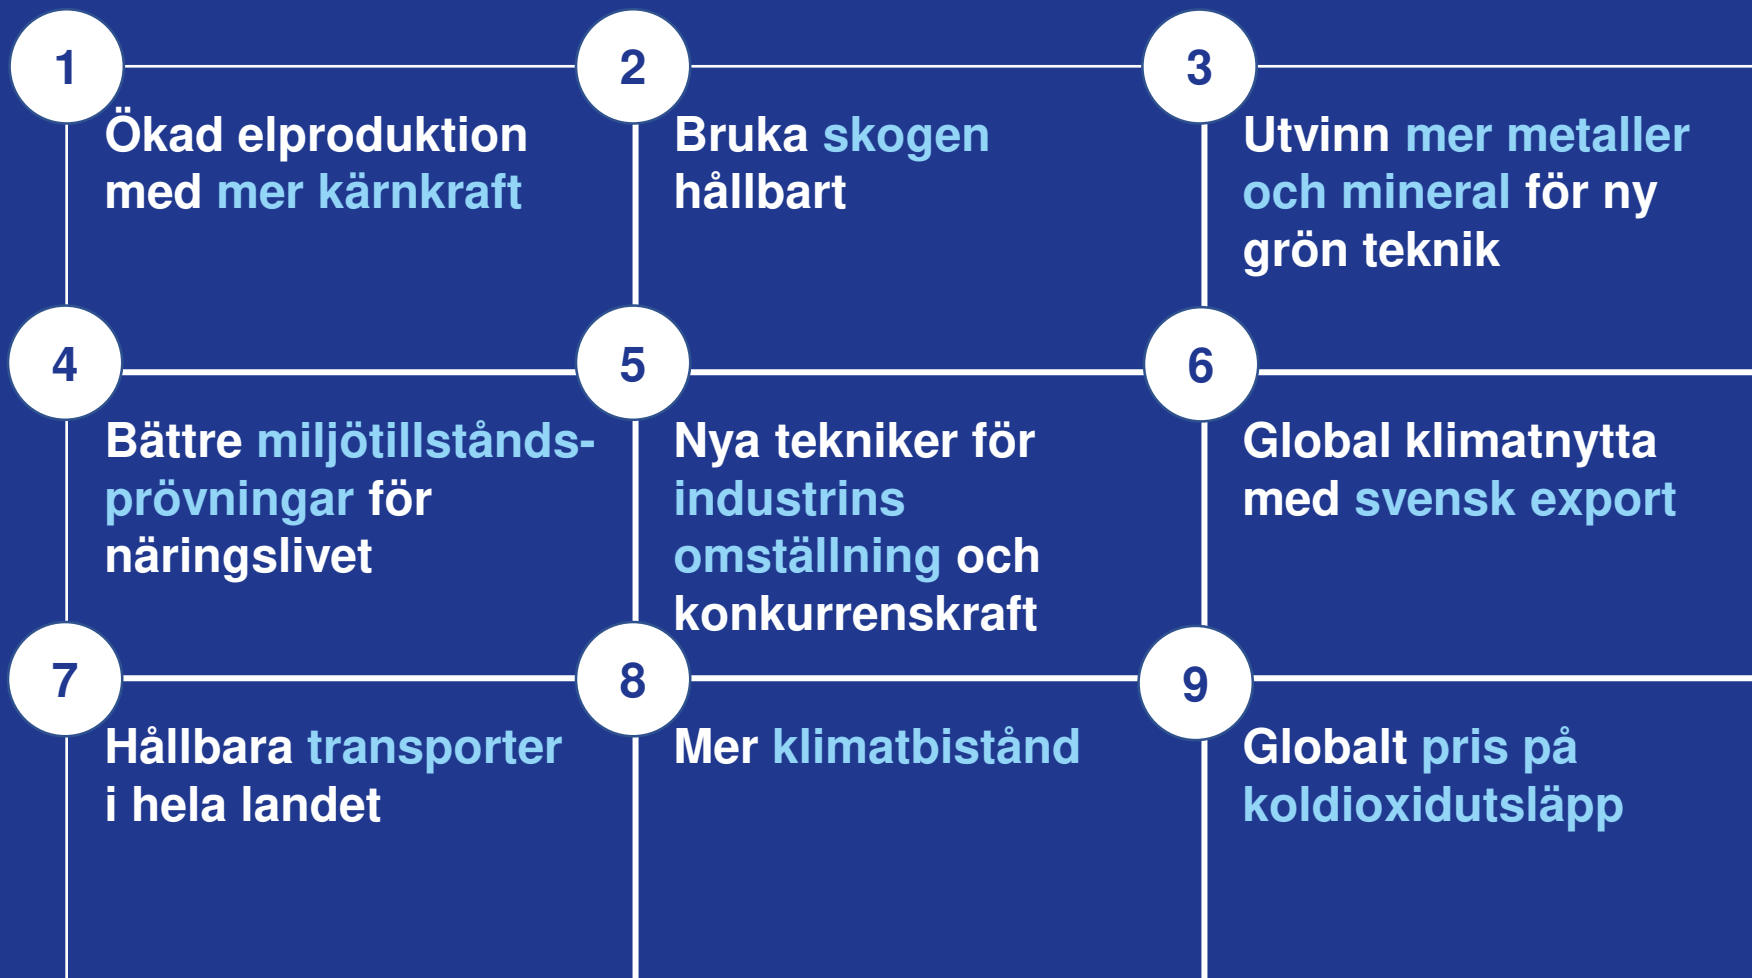 1
Ökad elproduktion
med mer kärnkraft
2
Bruka skogen
hållbart
3
Utvinn mer metaller
och mineral för ny
grön teknik
4
Bättre miljötillstånds-
prövningar för
näringslivet
5
Nya tekniker för
industrins
omställning och
konkurrenskraft
6
Global klimatnytta
med svensk export
7
Hållbara transporter
i hela landet
8
Mer klimatbistånd
9
Globalt pris på
koldioxidutsläpp